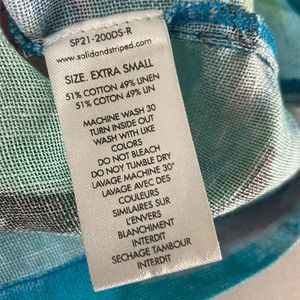 SP21-200DS-R
www.solidandstriped.com
SIZE. EXTRA SMALL
51% COTTON 49% LINEN
51% COTON 49% LIN
MACHINE WASH 30
TURN INSIDE OUT
WASH WITH LIKE
COLORS
DO NOT BLEACH
DO NOT TUMBLE DRY
LAVAGE MACHINE 30°
LAVAGE AVEC DES
COULEURS
SIMILAIRES SUR
L'ENVERS
BLANCHIMENT
INTERDIT
SECHAGE TAMBOUR
INTERDIT